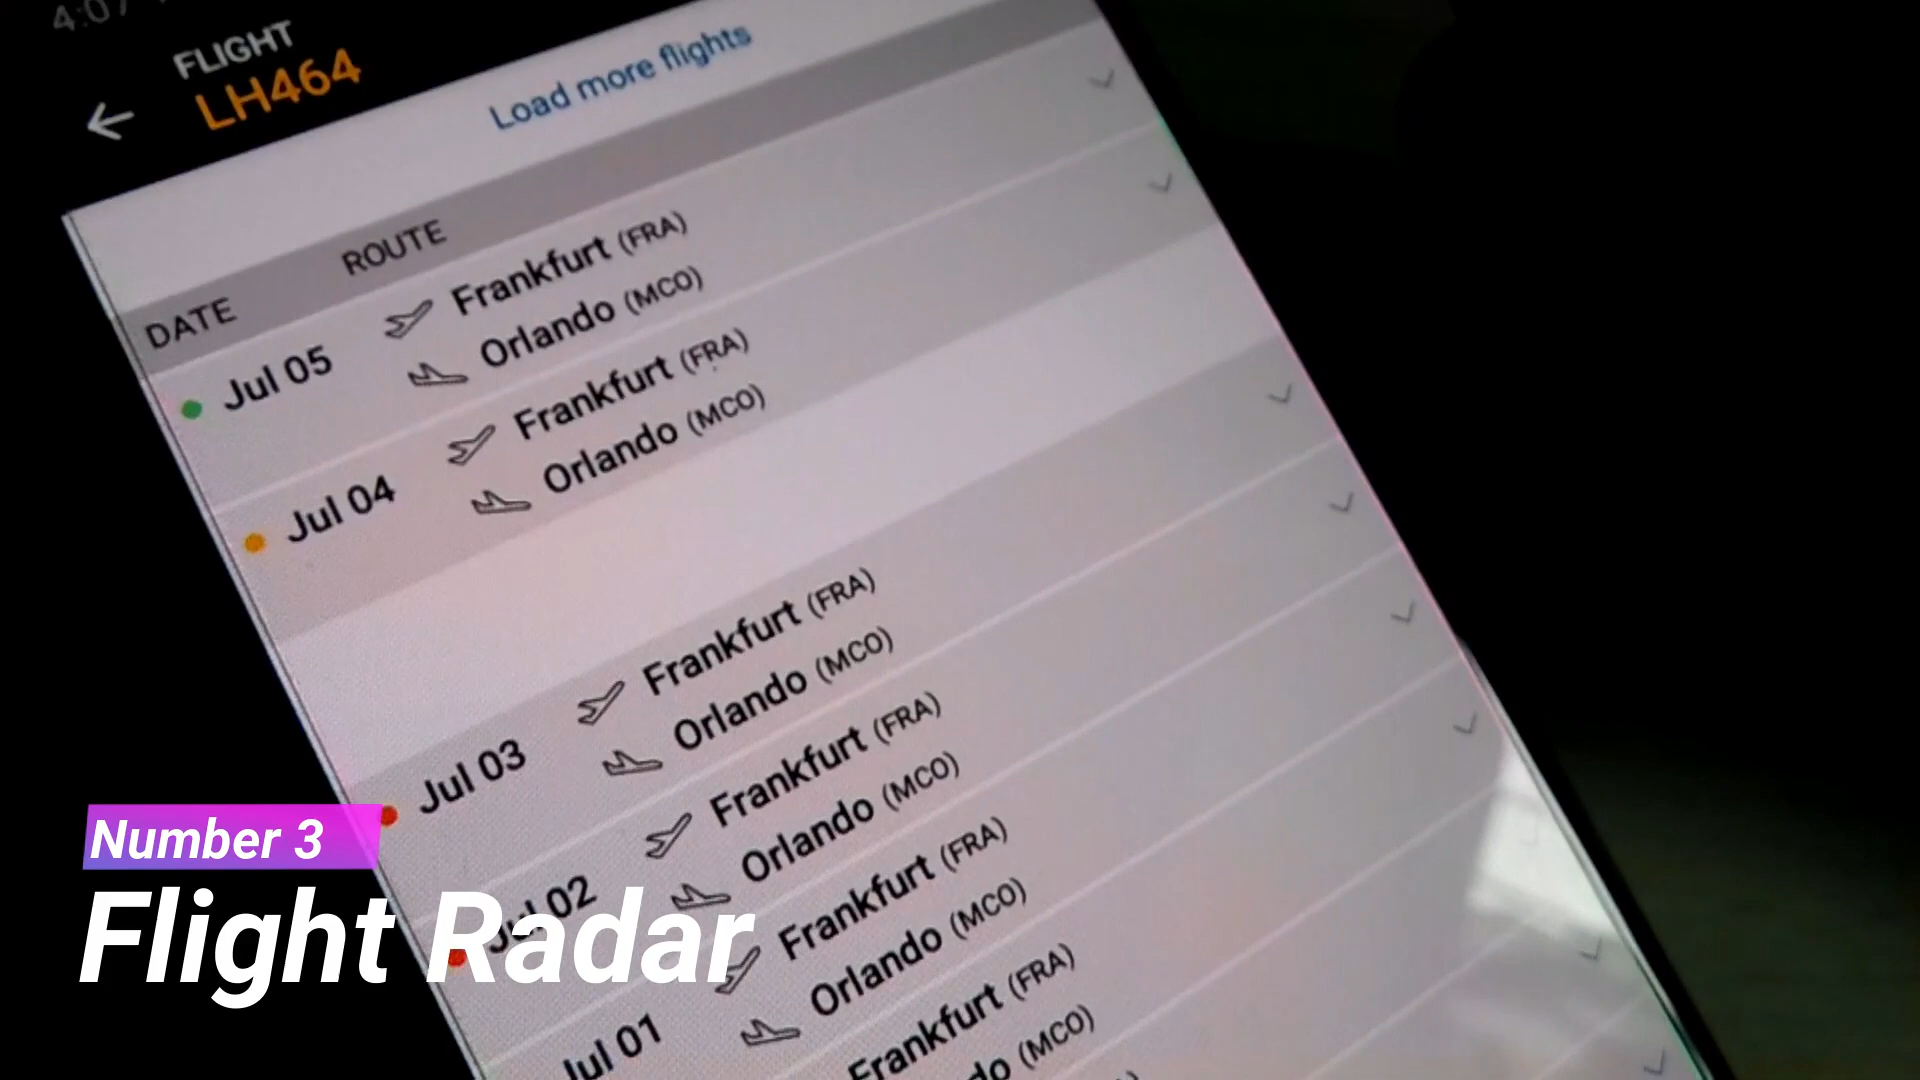 FLIGHT
LH464
Load more flights
DATE ROUTE
Jul 05 Frankfurt (FRA)
Orlando (MCO)
Jul 04 Frankfurt (FRA)
Orlando (MCO)
Jul 03 Frankfurt (FRA)
Orlando (MCO)
Jul 02 Frankfurt (FRA)
Orlando (MCO)
Jul 01 Frankfurt (FRA)
Orlando (MCO)
Frankfurt (FRA)
(MCO)
Number 3
Flight Radar